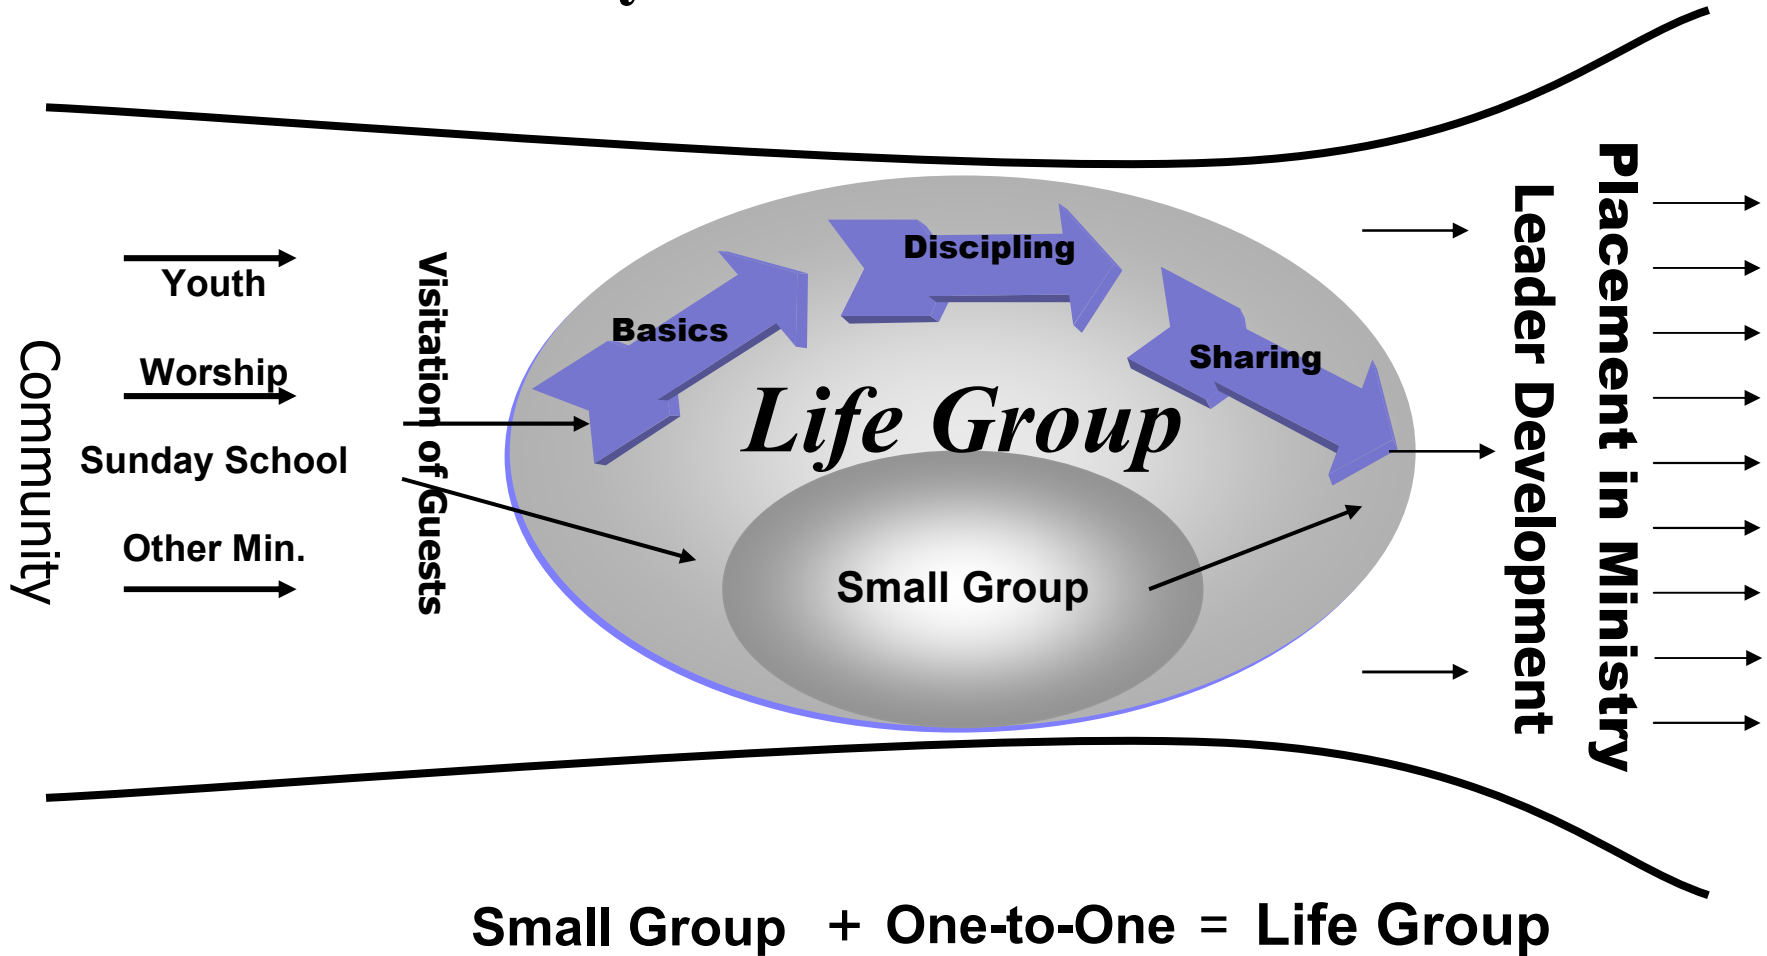 Community
Youth
Worship
Sunday School
Other Min.
Visitation of Guests
Basics
Discipling
Sharing
Life Group
Small Group
Leader Development
Placement in Ministry
Small Group + One-to-One = Life Group